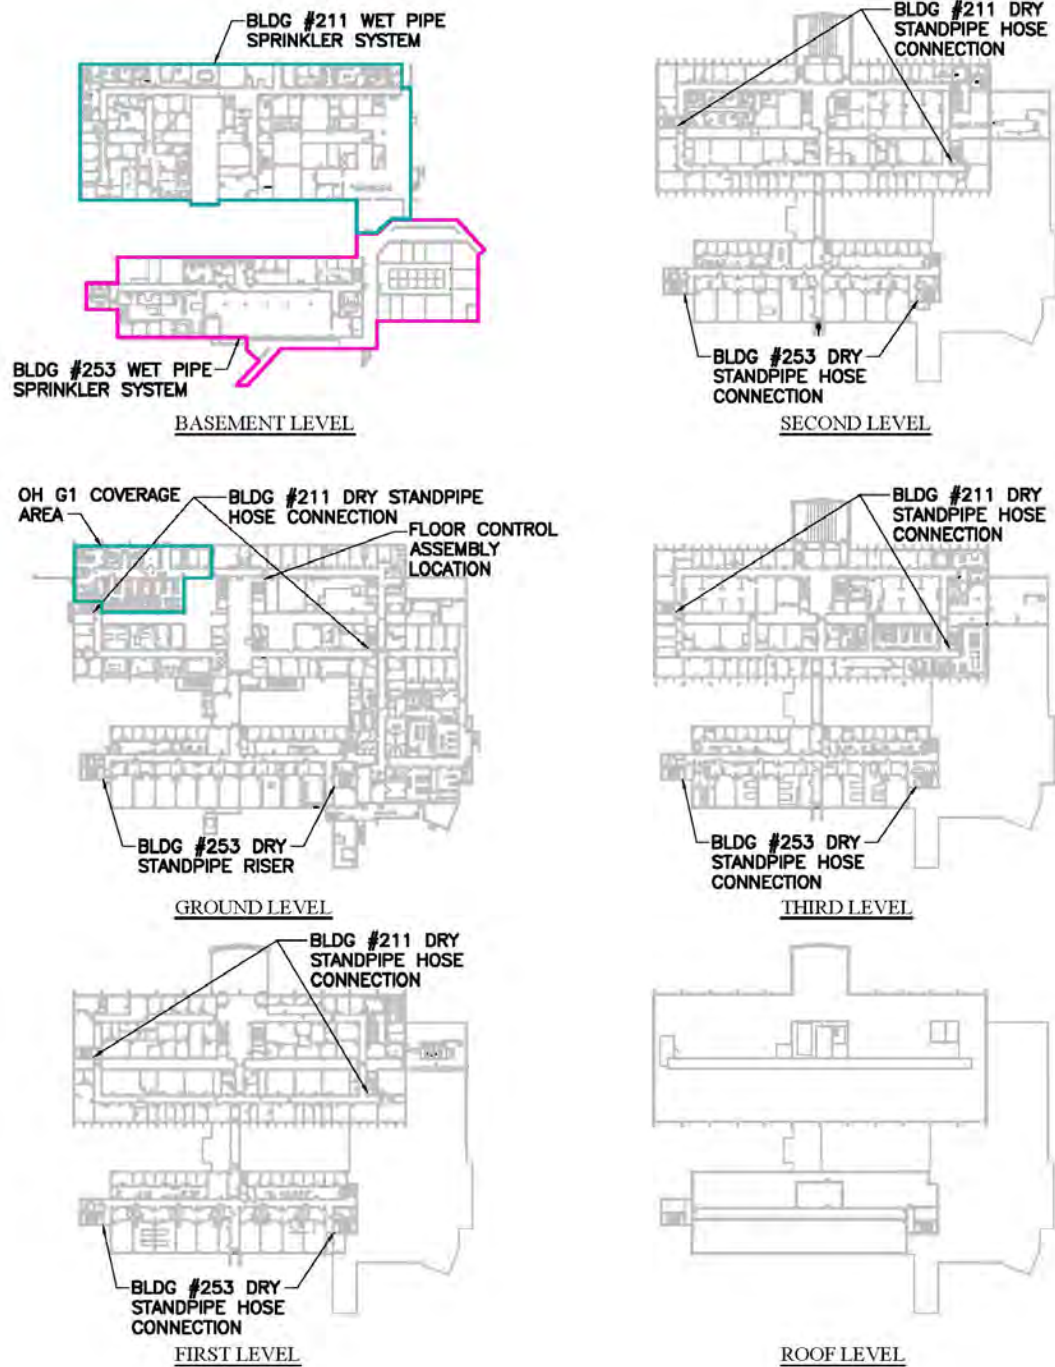 BLDG #211 WET PIPE
SPRINKLER SYSTEM
BLDG #253 WET PIPE
SPRINKLER SYSTEM
BASEMENT LEVEL
BLDG #211 DRY
STANDPIPE HOSE
CONNECTION
BLDG #253 DRY
STANDPIPE HOSE
CONNECTION
SECOND LEVEL
OH G1 COVERAGE
AREA
BLDG #211 DRY STANDPIPE
HOSE CONNECTION
FLOOR CONTROL
ASSEMBLY
LOCATION
BLDG #253 DRY
STANDPIPE RISER
GROUND LEVEL
BLDG #211 DRY
STANDPIPE HOSE
CONNECTION
BLDG #253 DRY
STANDPIPE HOSE
CONNECTION
THIRD LEVEL
BLDG #211 DRY
STANDPIPE HOSE
CONNECTION
BLDG #253 DRY
STANDPIPE HOSE
CONNECTION
FIRST LEVEL
ROOF LEVEL